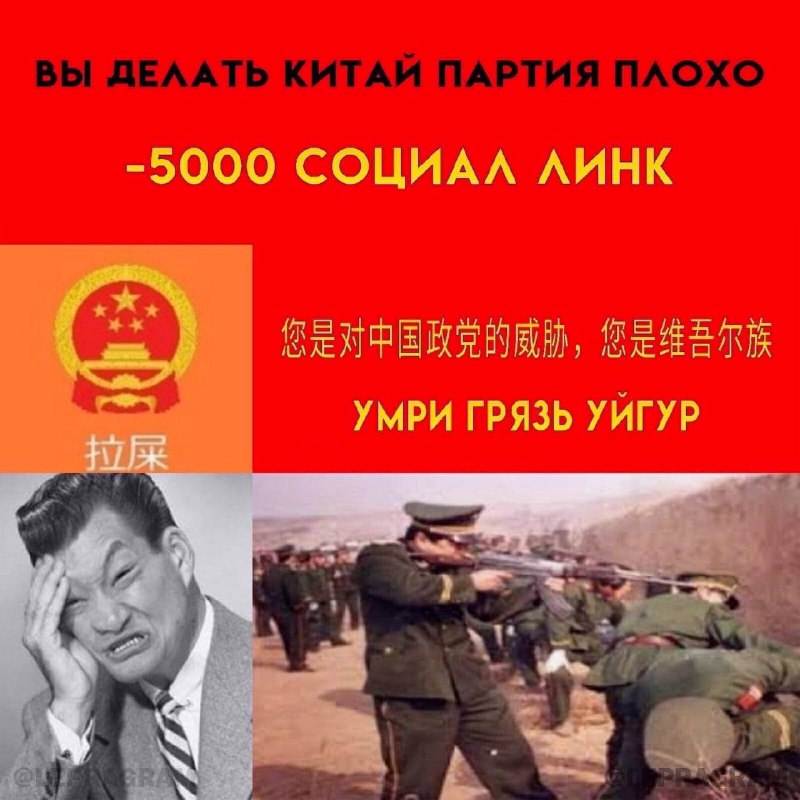 ВЫ ДЕЛАТЬ КИТАЙ ПАРТИЯ ПЛОХО
-5000 СОЦИАЛ ЛИНК
您是对中国政党的威胁，您是维吾尔族
УМРИ ГРЯЗЬ УЙГУР
拉屎